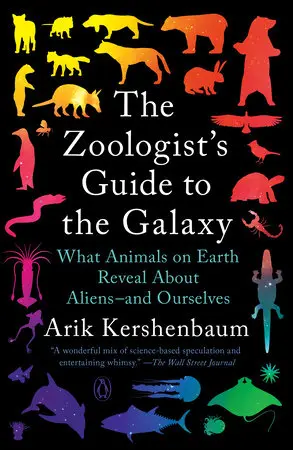 The
Zoologist's
Guide to the
Galaxy
What Animals on Earth
Reveal About
Aliens–and Ourselves
Arik Kershenbaum
"A wonderful mix of science-based speculation and
entertaining whimsy." —The Wall Street Journal